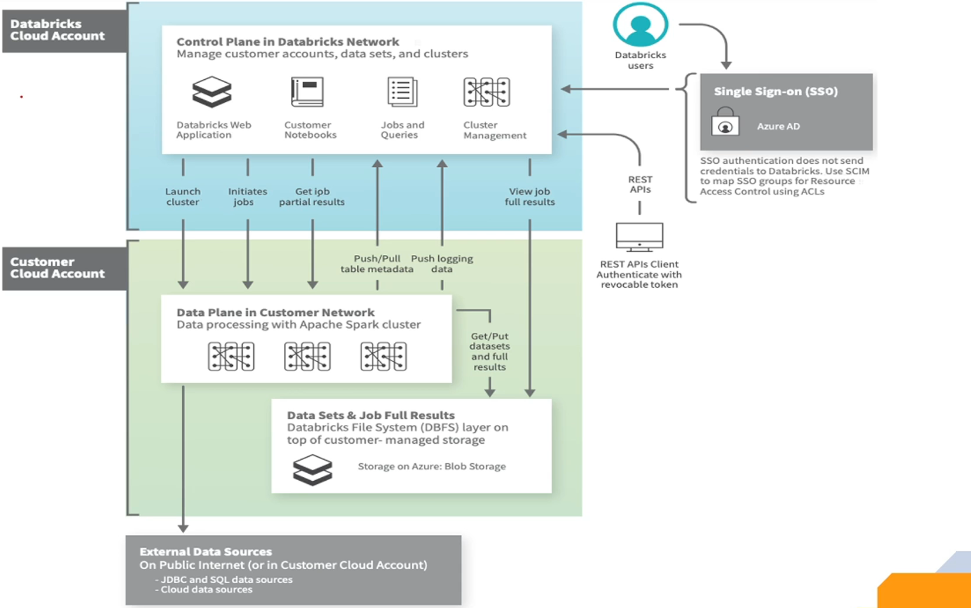 Databricks
Cloud Account
Control Plane in Databricks Network
Manage customer accounts, data sets, and clusters
Databricks Web
Application
Customer
Notebooks
Jobs and
Queries
Cluster
Management
Databricks
users
Single Sign-on (SSO)
Azure AD
SSO authentication does not send
credentials to Databricks. Use SCIM
to map SSO groups for Resource
Access Control using ACLs
REST
APIs
REST APIs Client
Authenticate with
revocable token
Launch
cluster
Initiates
jobs
Get ipb
partial results
View job
full results
Customer
Cloud Account
Push/Pull
table metadata
Push logging
data
Data Plane in Customer Network
Data processing with Apache Spark cluster
Get/Put
datasets
and full
results
Data Sets & Job Full Results
Databricks File System (DBFS) layer on
top of customer- managed storage
Storage on Azure: Blob Storage
External Data Sources
On Public Internet (or in Customer Cloud Account)
- JDBC and SQL data sources
- Cloud data sources